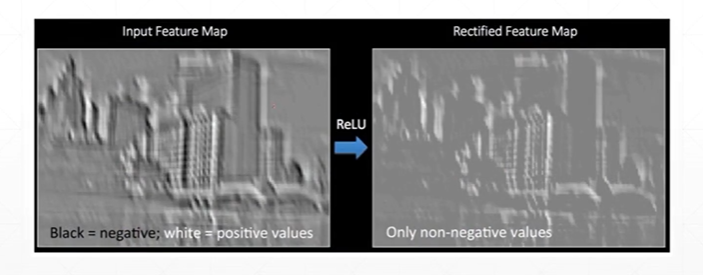 Input Feature Map
Rectified Feature Map
ReLU
Black = negative; white = positive values
Only non-negative values